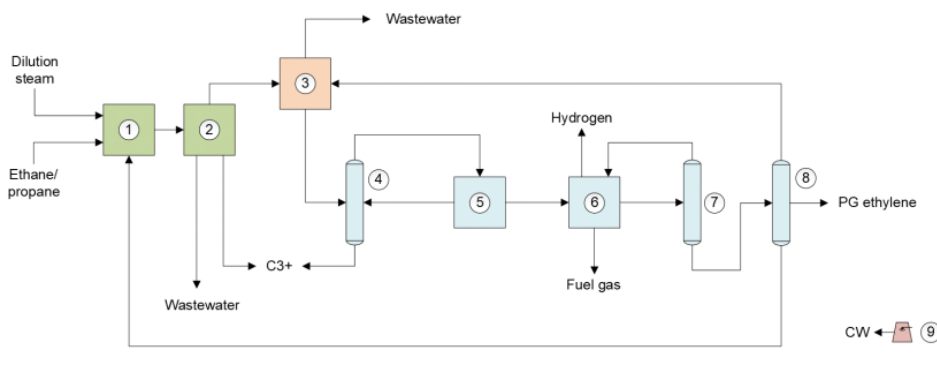 Wastewater
Dilution
steam
3
1
2
Hydrogen
Ethane/
propane
4
5
6
7
8
PG ethylene
C3+
Fuel gas
Wastewater
CW
9